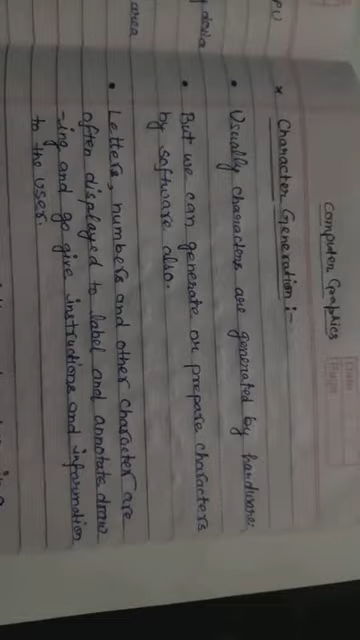 Computer Graphics
* Character Generation :-
• Usually characters are generated by hardware;
• But we can generate or prepare characters
by software also.
• Letters, numbers and other character are
often displayed to label and annotate draw
-ing and go give instructions and information
to the user.
area